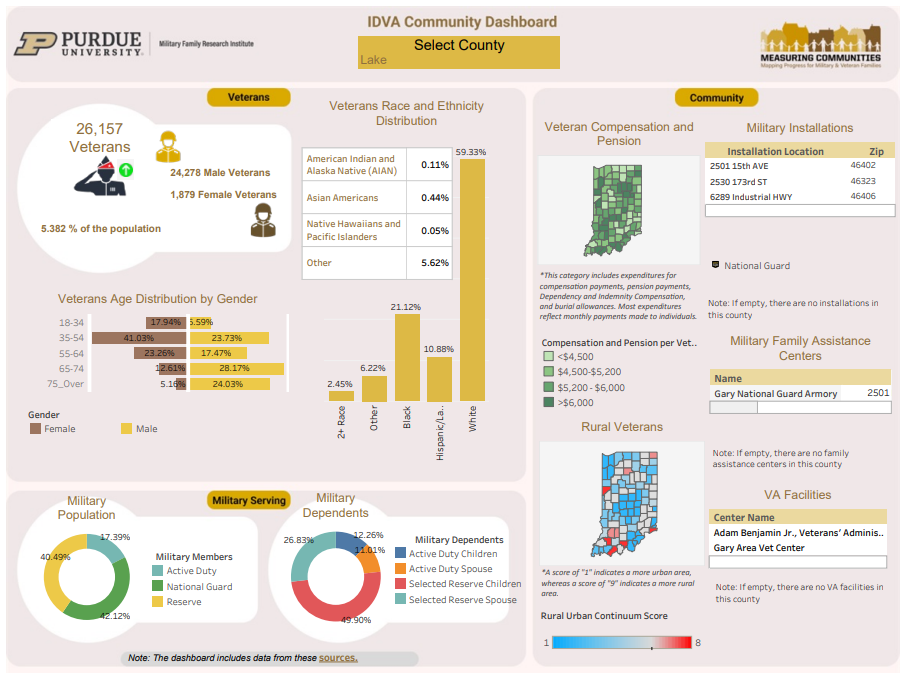 IDVA Community Dashboard
PURDUE
UNIVERSITY®
Military Family Research Institute
Select County
Lake
MEASURING COMMUNITIES
Mapping Progress for Military & Veteran Families
Veterans
26,157
Veterans
24,278 Male Veterans
1,879 Female Veterans
5.382 % of the population
Veterans Race and Ethnicity
Distribution
American Indian and
Alaska Native (AIAN)
0.11%
Asian Americans
0.44%
Native Hawaiians and
Pacific Islanders
0.05%
Other
5.62%
59.33%
21.12%
10.88%
6.22%
2.45%
2+ Race
Other
Black
Hispanic/La..
White
Veterans Age Distribution by Gender
18-34
17.94%
5.59%
35-54
41.03%
23.73%
55-64
23.26%
17.47%
65-74
12.61%
28.17%
75_Over
5.16%
24.03%
Gender
Female
Male
Military Serving
Military
Population
17.39%
40.49%
42.12%
Military Members
Active Duty
National Guard
Reserve
Military
Dependents
12.26%
26.83%
11.01%
49.90%
Military Dependents
Active Duty Children
Active Duty Spouse
Selected Reserve Children
Selected Reserve Spouse
Note: The dashboard includes data from these sources.
Community
Veteran Compensation and
Pension
*This category includes expenditures for
compensation payments, pension payments,
Dependency and Indemnity Compensation,
and burial allowances. Most expenditures
reflect monthly payments made to individuals.
Compensation and Pension per Vet..
<$4,500
$4,500-$5,200
$5,200 - $6,000
>$6,000
Rural Veterans
*A score of "1" indicates a more urban area,
whereas a score of "9" indicates a more rural
area.
Rural Urban Continuum Score
1
8
Military Installations
Installation Location
Zip
2501 15th AVE
46402
2530 173rd ST
46323
6289 Industrial HWY
46406
National Guard
Note: If empty, there are no installations in
this county
Military Family Assistance
Centers
Name
Gary National Guard Armory
2501
Note: If empty, there are no family
assistance centers in this county
VA Facilities
Center Name
Adam Benjamin Jr., Veterans’ Adminis..
Gary Area Vet Center
Note: If empty, there are no VA facilities in
this county